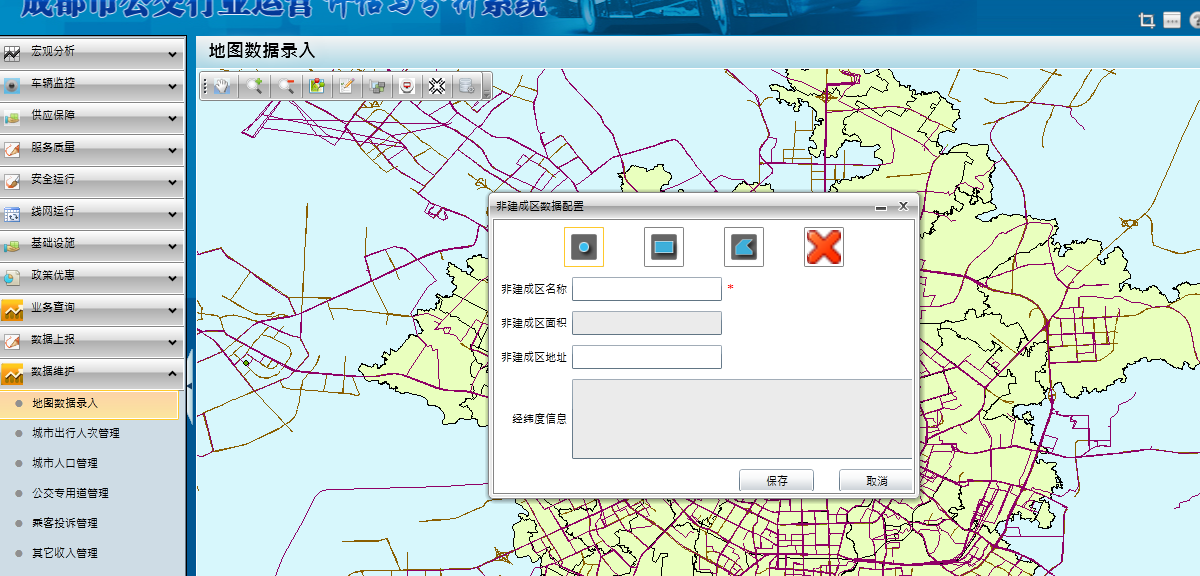 成都市公交行业运营评估与分析系统
宏观分析
车辆监控
供应保障
服务质量
安全运行
线网运行
基础设施
政策优惠
业务查询
数据上报
数据维护
地图数据录入
城市出行人次管理
城市人口管理
公交专用道管理
乘客投诉管理
其它收入管理
地图数据录入
非建成区数据配置
非建成区名称 *
非建成区面积
非建成区地址
经纬度信息
保存 取消